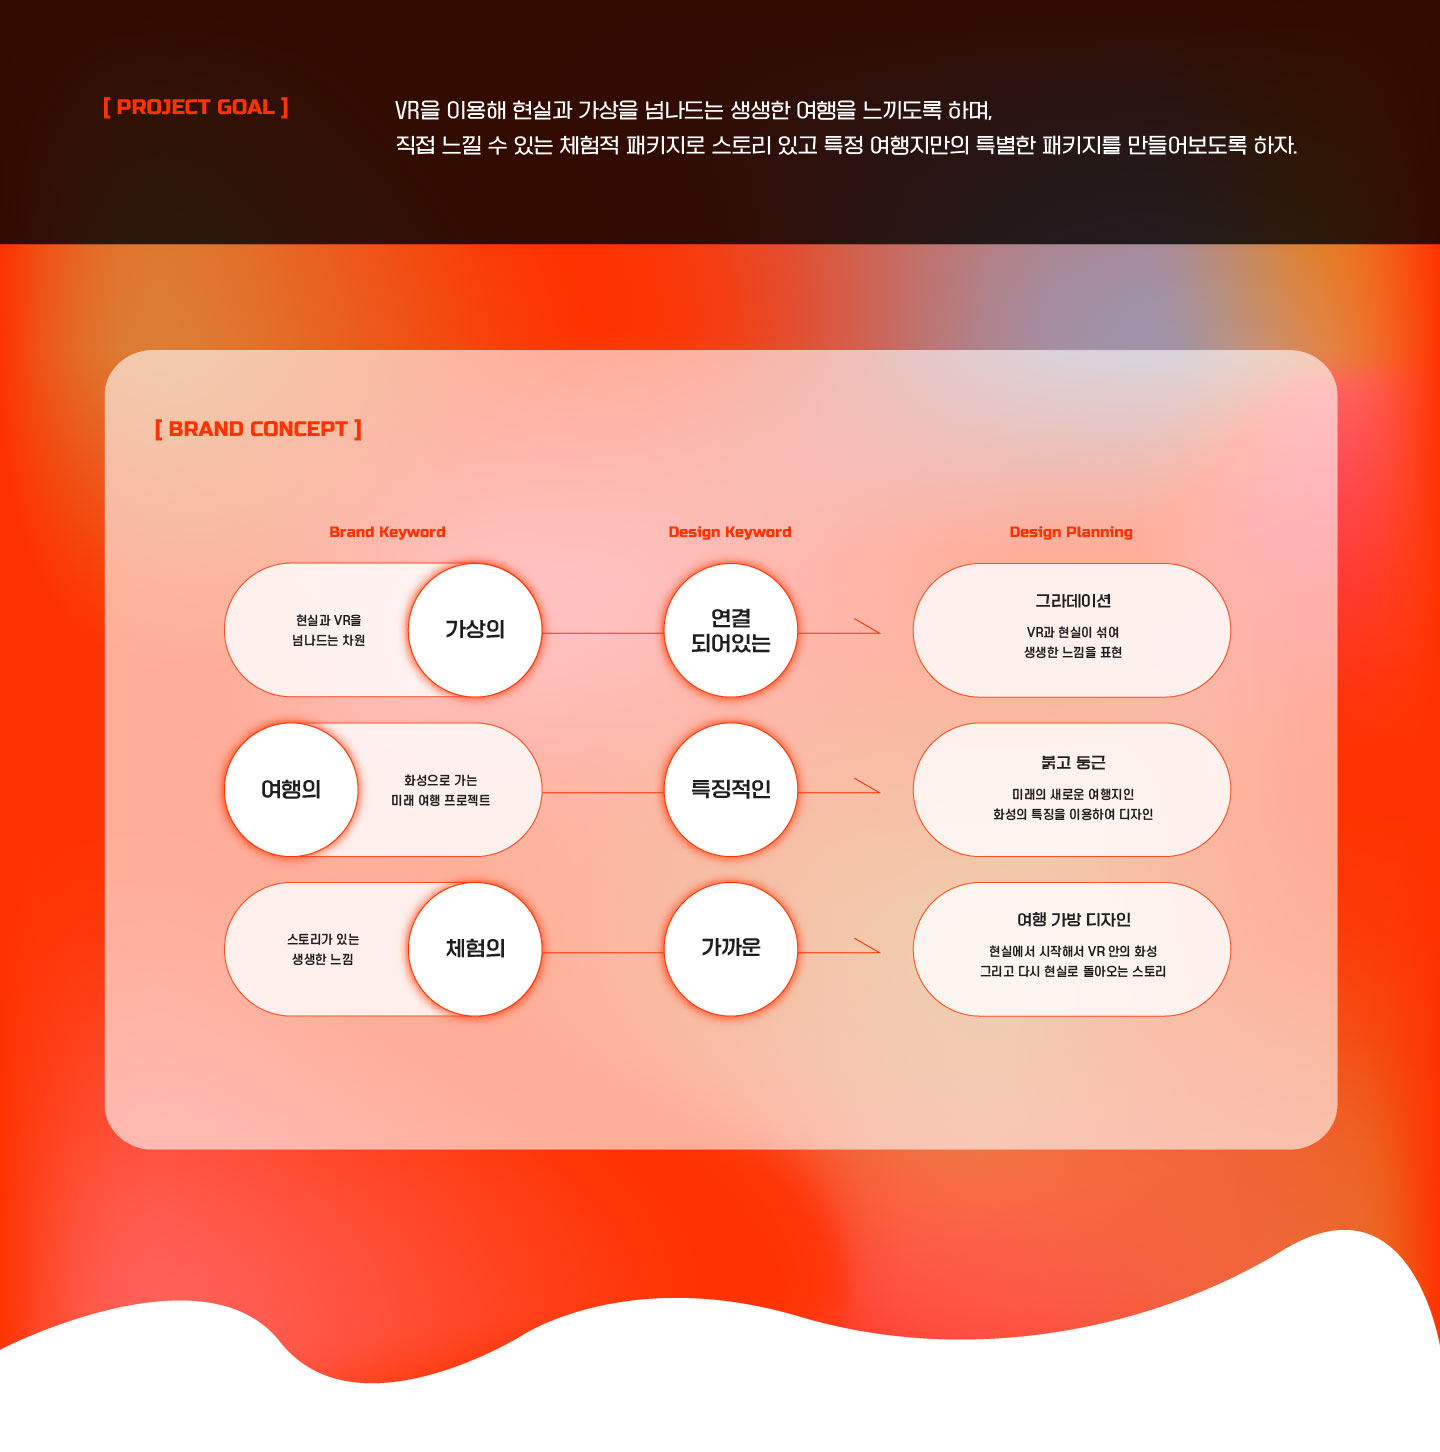 [ PROJECT GOAL ]
VR을 이용해 현실과 가상을 넘나드는 생생한 여행을 느끼도록 하며,
직접 느낄 수 있는 체험적 패키지로 스토리 있고 특정 여행지만의 특별한 패키지를 만들어보도록 하자.
[ BRAND CONCEPT ]
Brand Keyword
Design Keyword
Design Planning
현실과 VR을
넘나드는 차원
가상의
연결
되어있는
그라데이션
VR과 현실이 섞여
생생한 느낌을 표현
여행의
화성으로 가는
미래 여행 프로젝트
특징적인
붉고 둥근
미래의 새로운 여행지인
화성의 특징을 이용하여 디자인
스토리가 있는
생생한 느낌
체험의
가까운
여행 가방 디자인
현실에서 시작해서 VR 안의 화성
그리고 다시 현실로 돌아오는 스토리